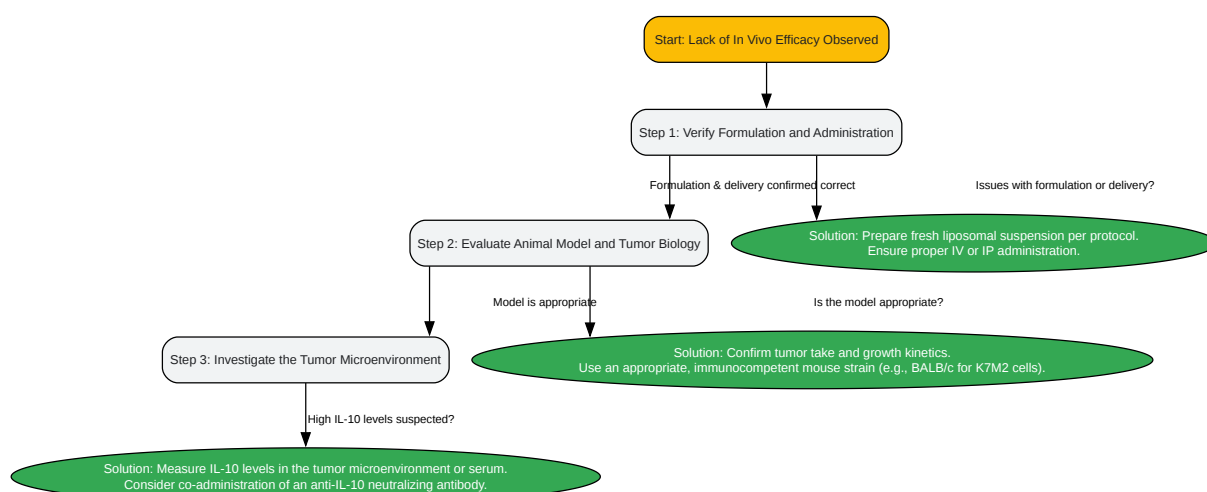 Start: Lack of In Vivo Efficacy Observed
Step 1: Verify Formulation and Administration
Formulation & delivery confirmed correct
Issues with formulation or delivery?
Step 2: Evaluate Animal Model and Tumor Biology
Solution: Prepare fresh liposomal suspension per protocol.
Ensure proper IV or IP administration.
Model is appropriate
Is the model appropriate?
Step 3: Investigate the Tumor Microenvironment
Solution: Confirm tumor take and growth kinetics.
Use an appropriate, immunocompetent mouse strain (e.g., BALB/c for K7M2 cells).
High IL-10 levels suspected?
Solution: Measure IL-10 levels in the tumor microenvironment or serum.
Consider co-administration of an anti-IL-10 neutralizing antibody.